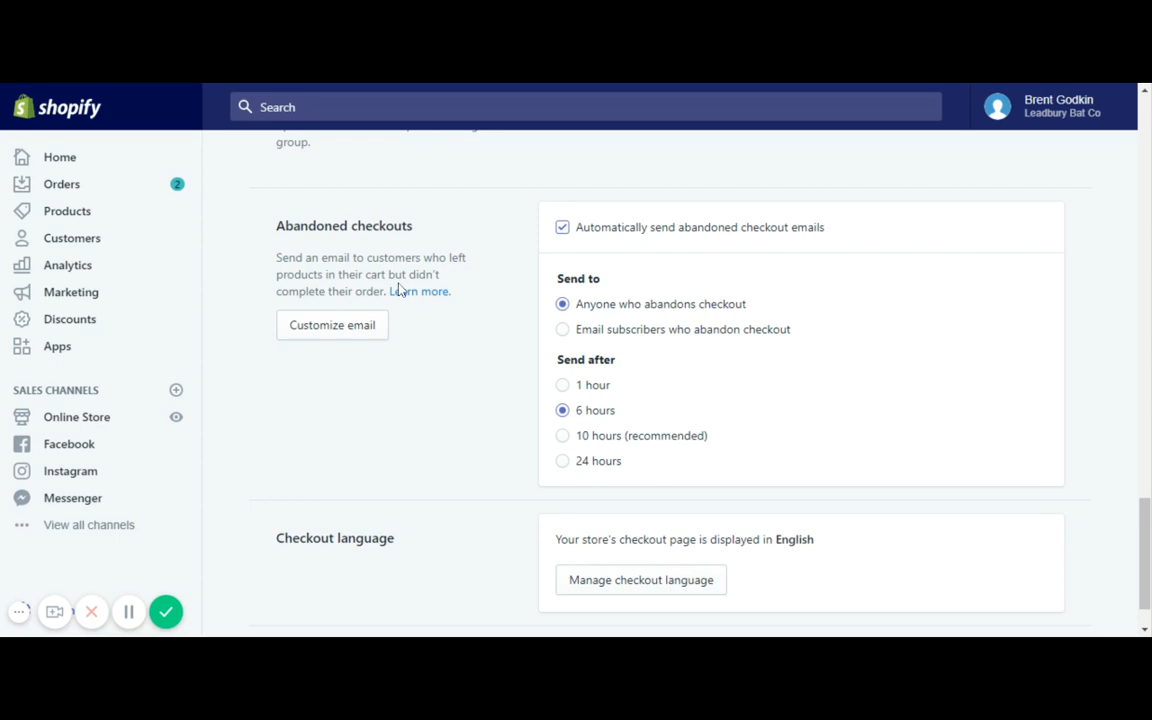 shopify
Search
Brent Godkin
Leadbury Bat Co
Home
Orders
2
Products
Customers
Analytics
Marketing
Discounts
Apps
SALES CHANNELS
Online Store
Facebook
Instagram
Messenger
View all channels
group.
Abandoned checkouts
Send an email to customers who left
products in their cart but didn't
complete their order. Learn more.
Customize email
Automatically send abandoned checkout emails
Send to
Anyone who abandons checkout
Email subscribers who abandon checkout
Send after
1 hour
6 hours
10 hours (recommended)
24 hours
Checkout language
Your store's checkout page is displayed in English
Manage checkout language